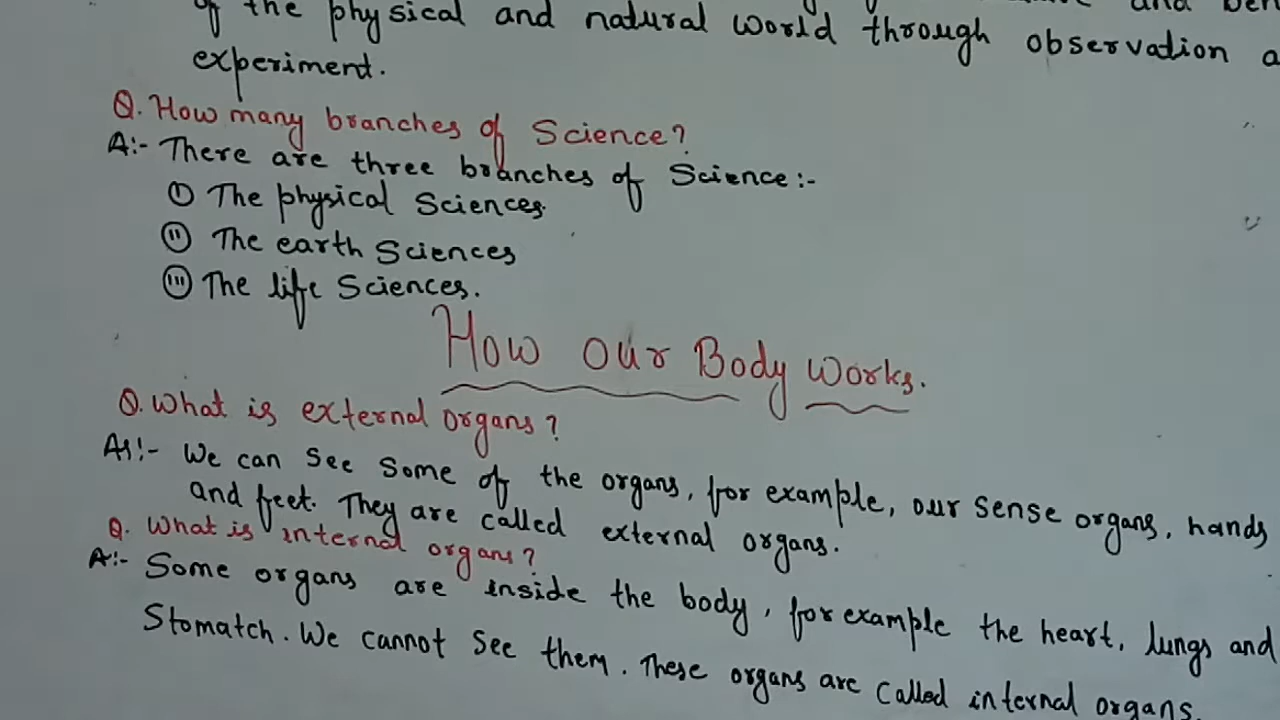 of the physical and natural world through observation
experiment.
Q. How many branches of Science?
A:- There are three branches of Science:-
(I) The physical Sciences.
(II) The earth Sciences
(III) The life Sciences.
How Our Body Works.
Q. What is external organs?
As:- We can see some of the organs, for example, our sense organs, hands
and feet. They are called external organs.
Q. What is internal organs?
A:- Some organs are inside the body, for example the heart, lungs and
Stomatch. We cannot see them. These organs are called internal organs.